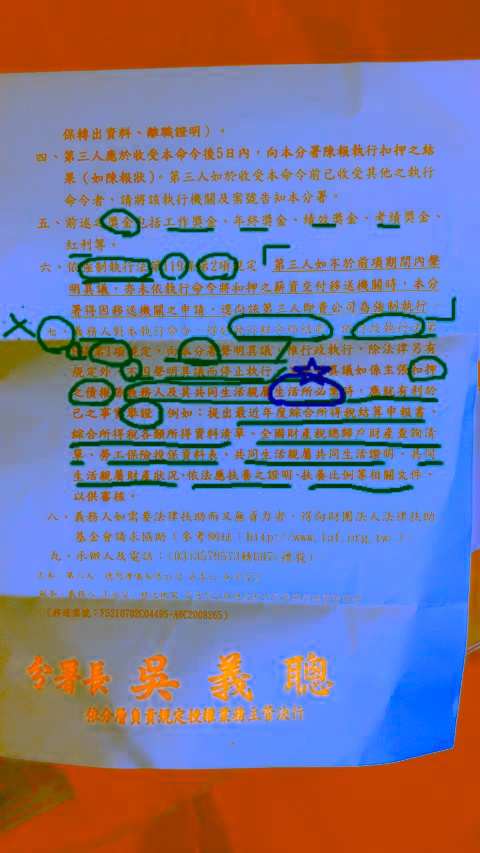 保轉出資料、離職證明）。
四、第三人應於收受本命令後5日內，向本分署陳報執行扣押之結
果（如陳報狀）。第三人如於收受本命令前已收受其他之執行
命令者，請將該執行機關及案號告知本分署。
五、前述之獎金包括工作獎金、年終獎金、績效獎金、考績獎金、
紅利等。
六、依強制執行法第119條第2項規定，第三人如不於前項期間內聲
明異議，亦未依執行命令將扣押之薪資交付移送機關時，本分
署得因移送機關之申請，逕向該第三人即貴公司為強制執行。
七、義務人對本執行命令，
第1項規定，向本分署聲明異議，惟行政執行，除法律另有
規定外，不因聲明異議而停止執行。異議如係主張扣押
之債權係義務人及其共同生活親屬生活所必需時，應就有利於
己之事實舉證，例如：提出最近年度綜合所得稅結算申報書、
綜合所得稅各類所得資料清單、全國財產稅總歸戶財產查詢清
單、勞工保險投保資料表、共同生活親屬共同生活證明、共同
生活親屬財產狀況、依法應扶養之證明、扶養比例等相關文件，
以供審核。
八、義務人如需要法律扶助而又無資力者，得向財團法人法律扶助
基金會請求協助（參考網址：http://www.laf.org.tw/）。
九、承辦人及電話：(03)3579573轉
正本：第三人
副本：義務人
（移送案號：F5210702C04495-A6C2008265）
分署長 吳義聰
依分層負責規定授權業務主管決行